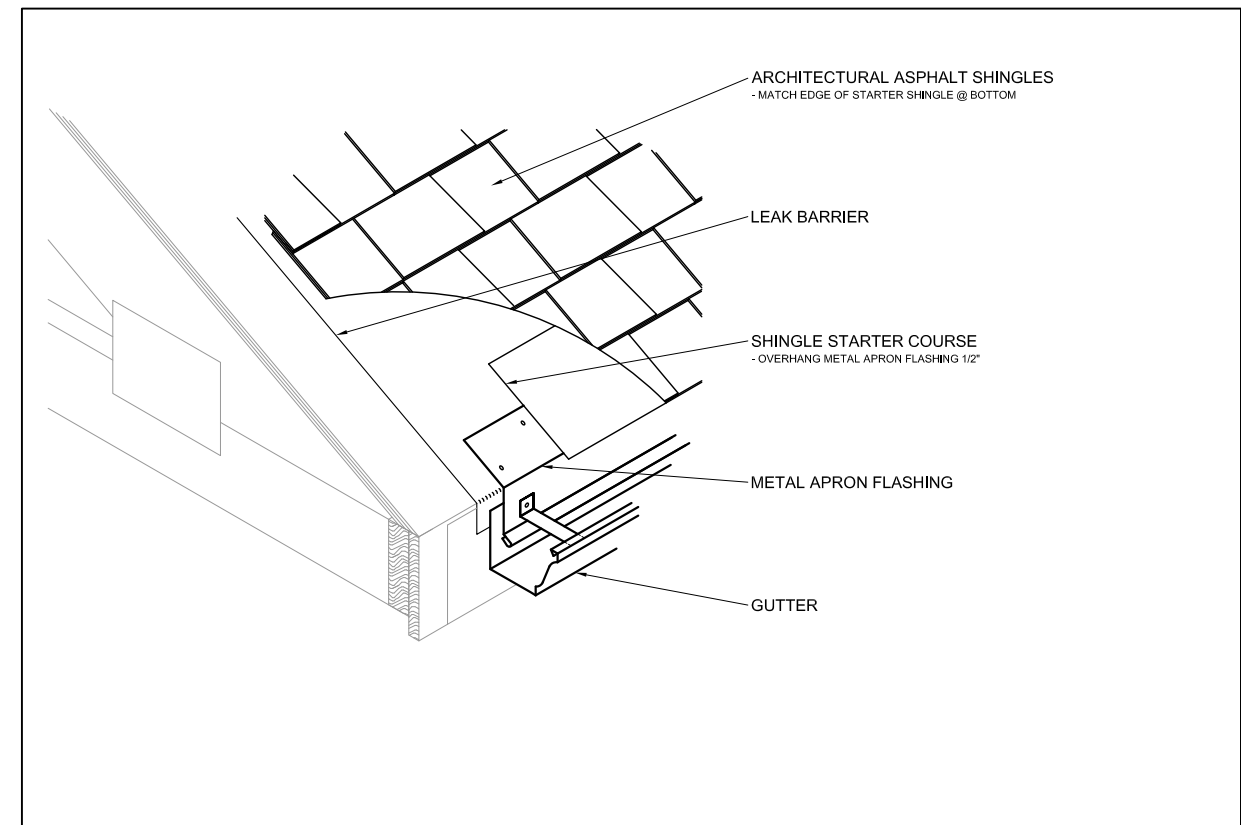 ARCHITECTURAL ASPHALT SHINGLES
- MATCH EDGE OF STARTER SHINGLE @ BOTTOM
LEAK BARRIER
SHINGLE STARTER COURSE
- OVERHANG METAL APRON FLASHING 1/2"
METAL APRON FLASHING
GUTTER